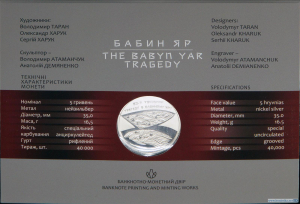 Художники:
Володимир ТАРАН
Олександр ХАРУК
Сергій ХАРУК
Скульптор –
Володимир АТАМАНЧУК
Анатолій ДЕМ'ЯНЕНКО
БАБИН ЯР
THE BABYN YAR
TRAGEDY
Designers:
Volodymyr TARAN
Oleksandr KHARUK
Serhii KHARUK
Engraver –
Volodymyr ATAMANCHUK
Anatolii DEMIANENKO
ТЕХНІЧНІ
ХАРАКТЕРИСТИКИ
МОНЕТИ
SPECIFICATIONS
Номінал 5 гривень
Метал нейзильбер
Діаметр, мм 35,0
Маса, г 16,5
Якість спеціальний
карбування анциркулейтед
Гурт рифлений
Тираж, шт. 40 000
Face value 5 hryvnias
Metal nickel silver
Diameter, mm 35.0
Weight, g 16.5
Quality special
uncirculated
Edge grooved
Mintage, pcs 40,000
БАНКНОТНО-МОНЕТНИЙ ДВІР
BANKNOTE PRINTING AND MINTING WORKS